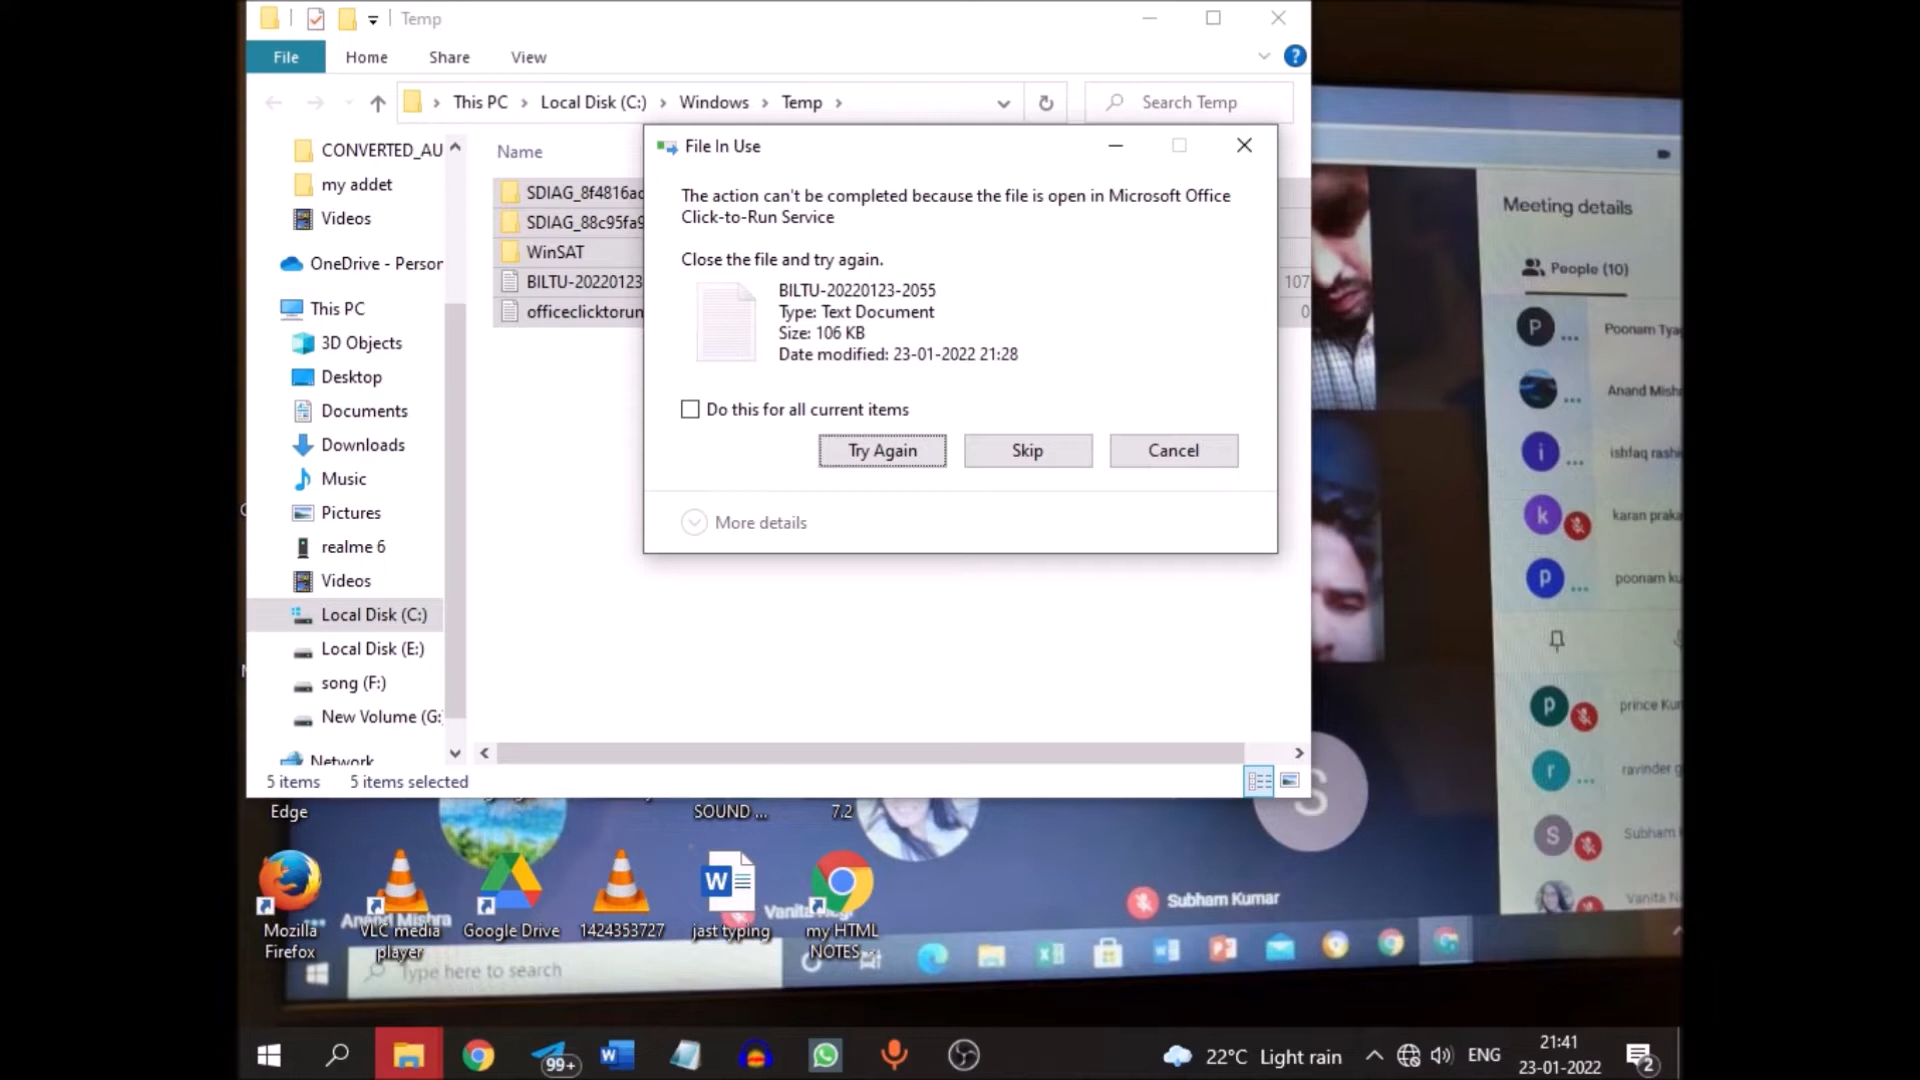 Temp
File
Home
Share
View
This PC
Local Disk (C:)
Windows
Temp
Search Temp
CONVERTED_AU
my addet
Videos
OneDrive - Person
This PC
3D Objects
Desktop
Documents
Downloads
Music
Pictures
realme 6
Videos
Local Disk (C:)
Local Disk (E:)
song (F:)
New Volume (G:
Network
Name
SDIAG_8f4816ad
SDIAG_88c95fa9
WinSAT
BILTU-20220123
107
officeclicktorun
0
5 items
5 items selected
File In Use
The action can't be completed because the file is open in Microsoft Office
Click-to-Run Service
Close the file and try again.
BILTU-20220123-2055
Type: Text Document
Size: 106 KB
Date modified: 23-01-2022 21:28
Do this for all current items
Try Again
Skip
Cancel
More details
Meeting details
People (10)
P
Poonam Tya
Anand Mish
i
ishfaq rashi
k
karan praka
p
poonam ku
p
prince Kum
r
ravinder g
S
Subham
Vanita N
S
Subham Kumar
Anand Mishra
Edge
SOUND ...
7.2
Mozilla
Firefox
VLC media
player
Google Drive
1424353727
jast typing
my HTML
NOTES
Type here to search
99+
22°C Light rain
ENG
21:41
23-01-2022
2